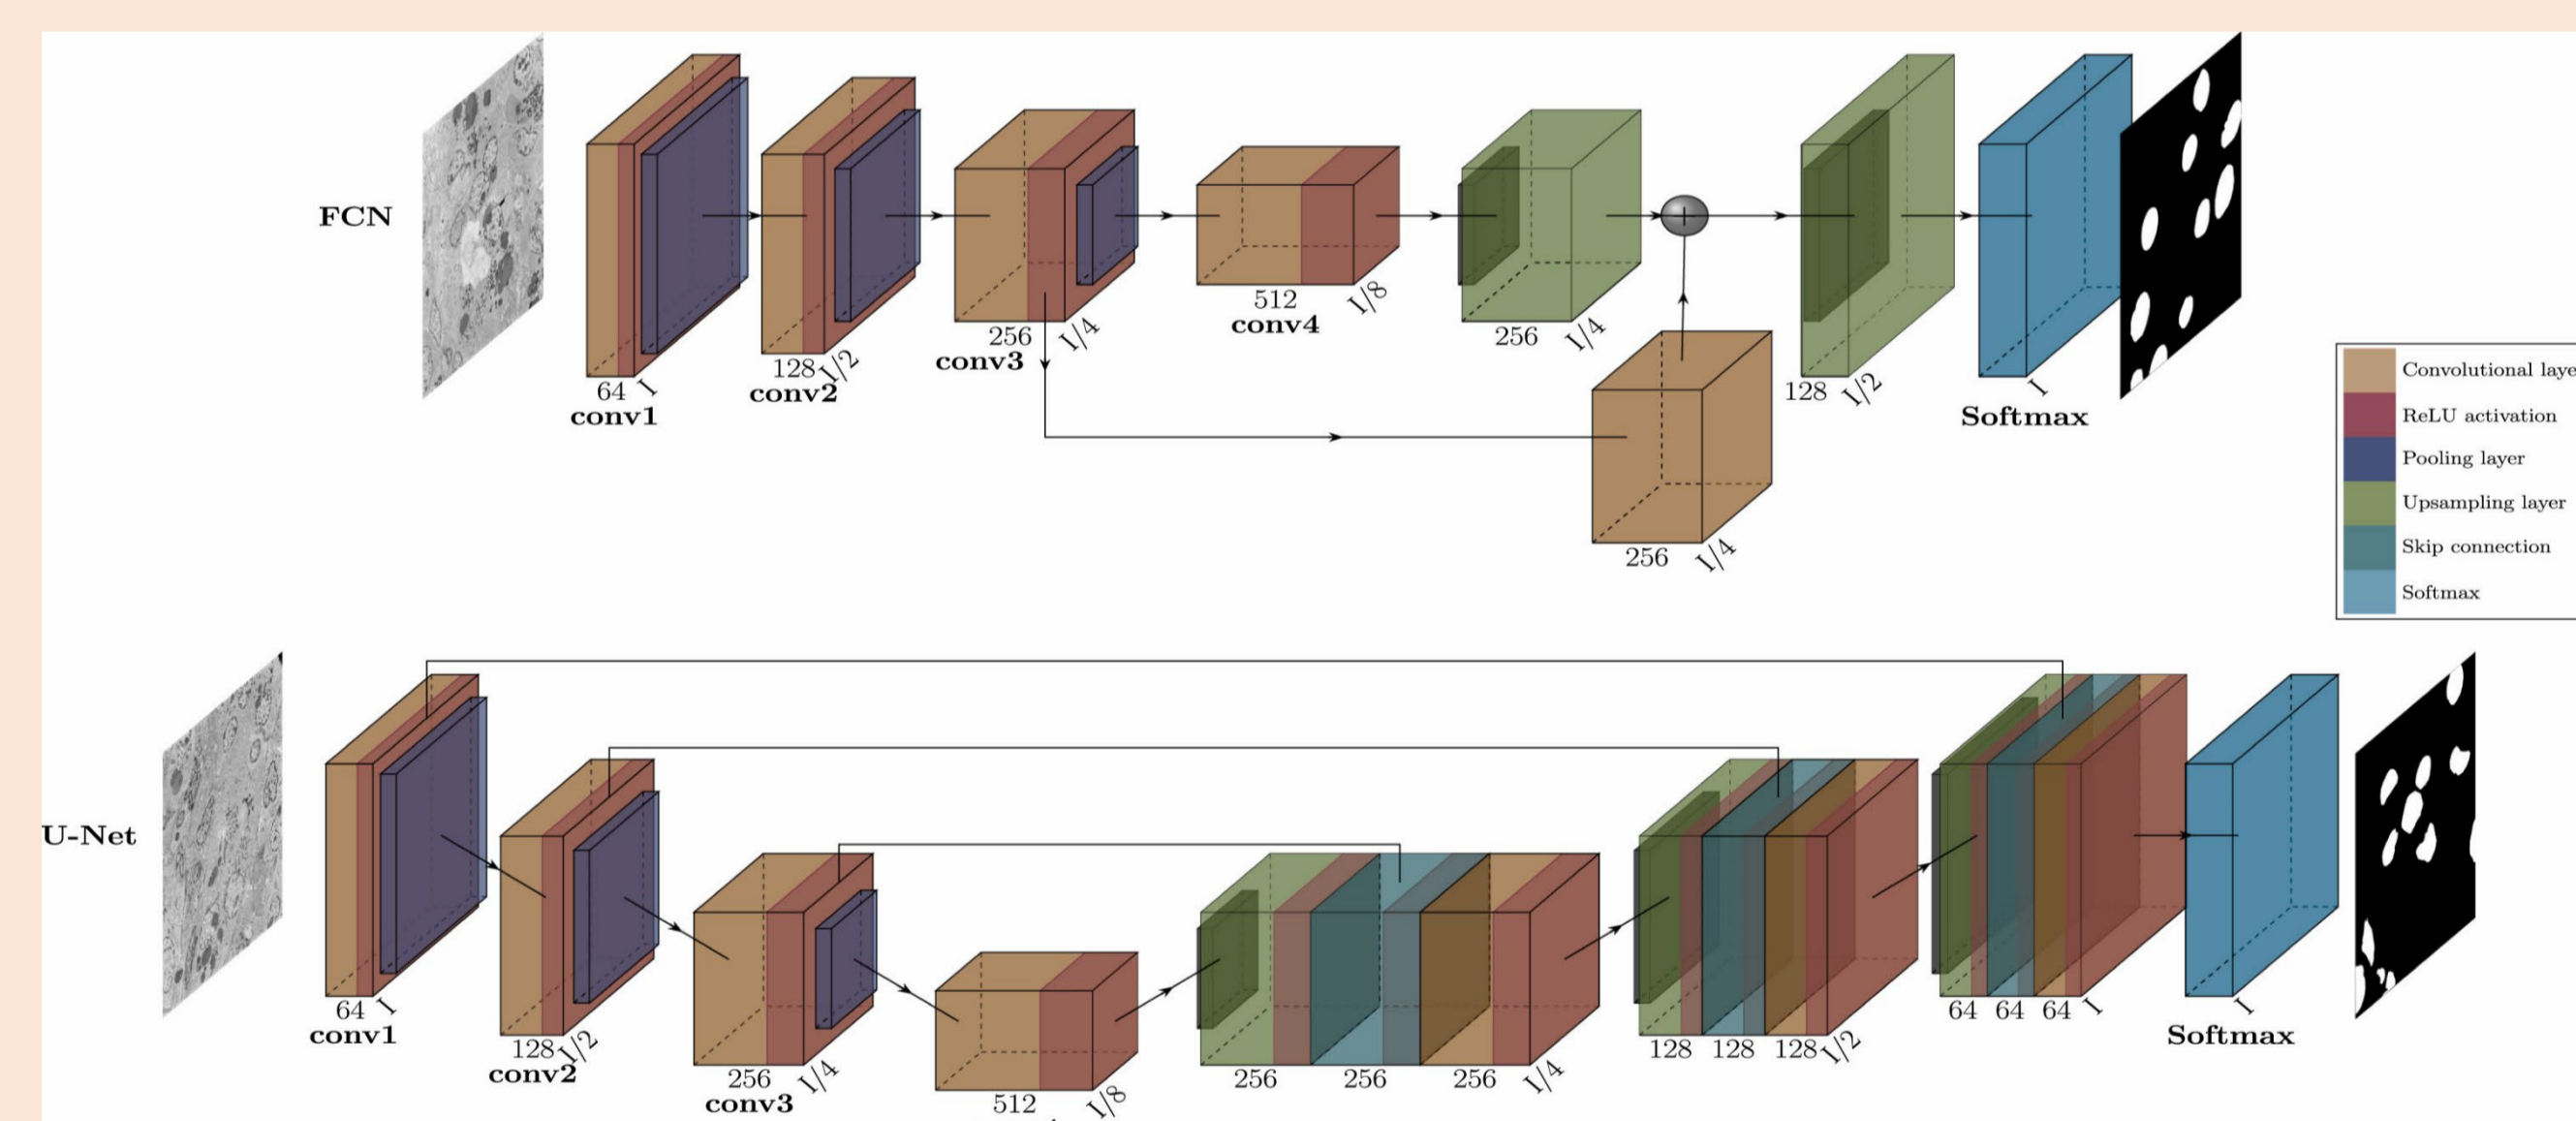 FCN
64 I
conv1
128 I/2
conv2
256 I/4
conv3
512 I/8
conv4
256 I/4
256 I/4
128 I/2
I
Softmax
Convolutional laye
ReLU activation
Pooling layer
Upsampling layer
Skip connection
Softmax
U-Net
64 I
conv1
128 I/2
conv2
256 I/4
conv3
512 I/8
256 256 256 I/4
128 128 128 I/2
64 64 64 I
I
Softmax